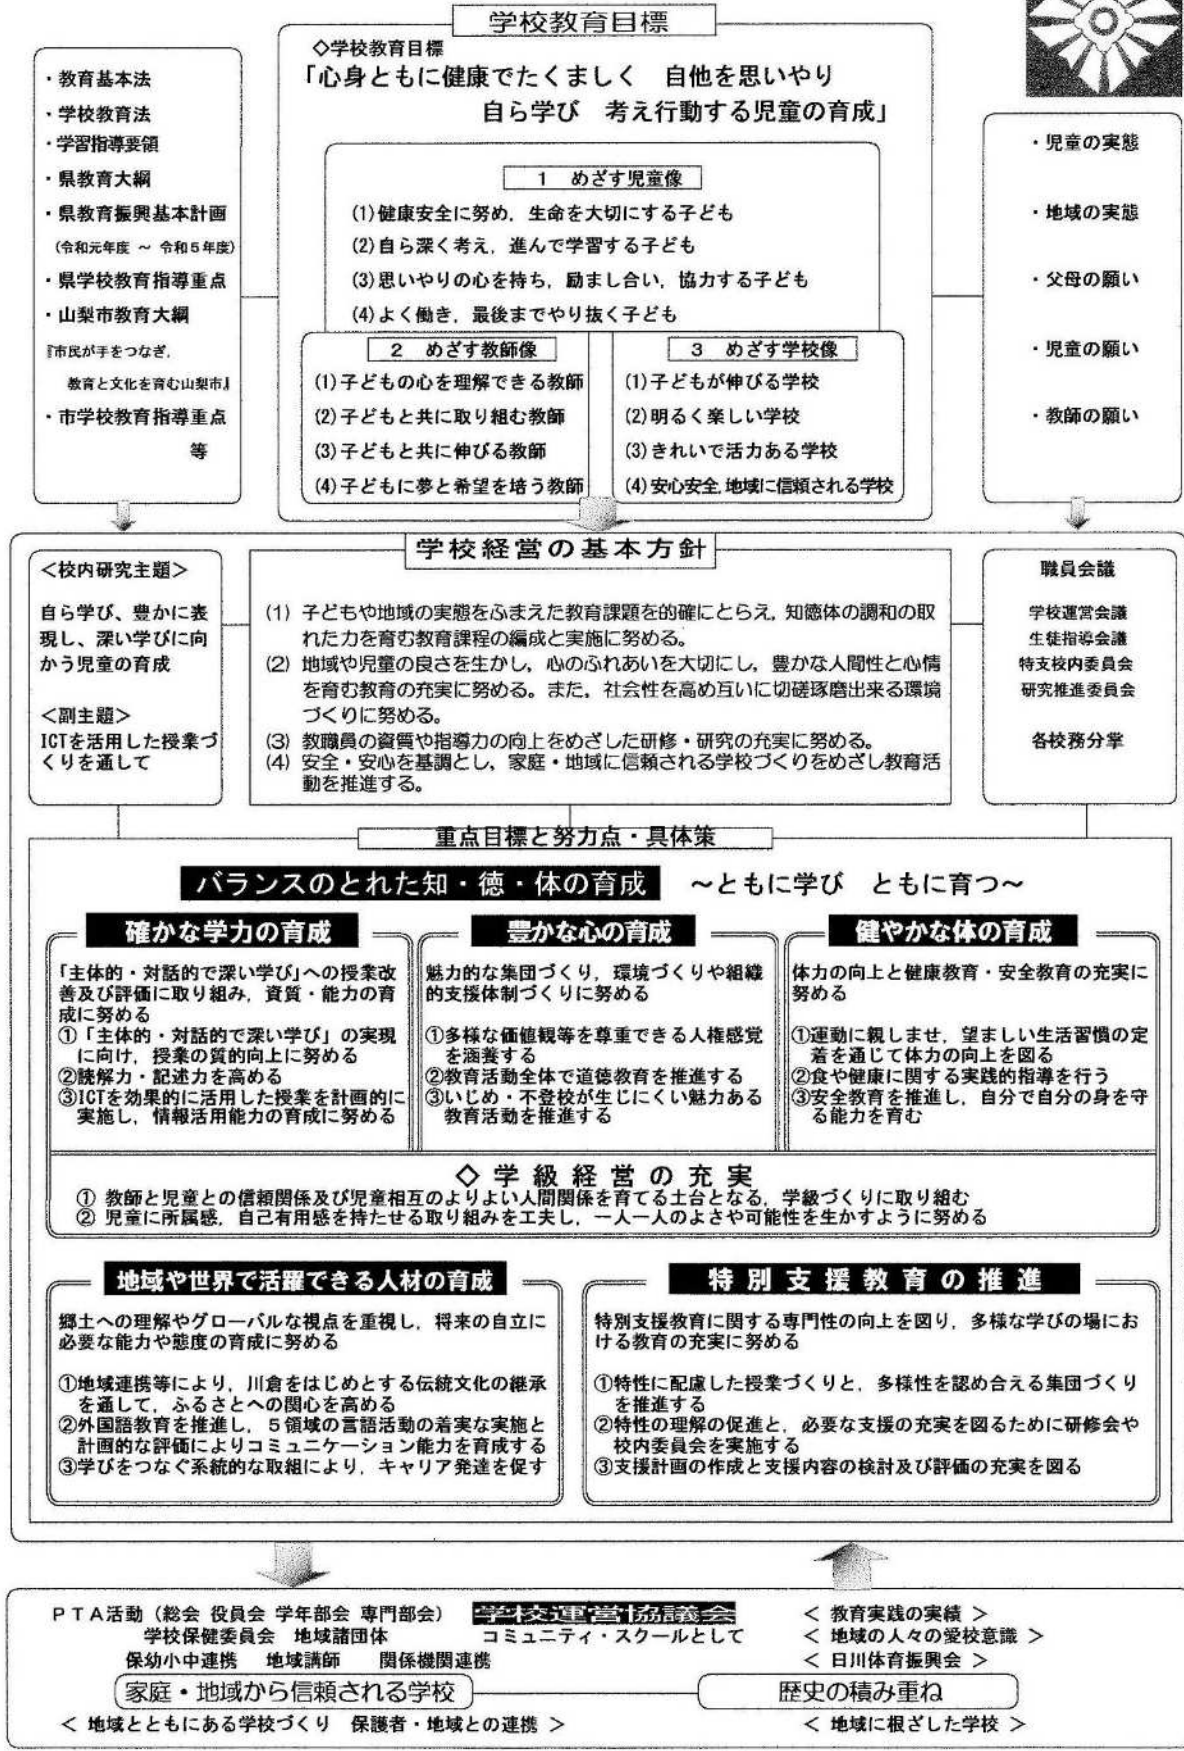 学校教育目標
◇学校教育目標
「心身ともに健康でたくましく　自他を思いやり
自ら学び　考え行動する児童の育成」
・教育基本法
・学校教育法
・学習指導要領
・県教育大綱
・県教育振興基本計画
(令和元年度 ～ 令和５年度)
・県学校教育指導重点
・山梨市教育大綱
『市民が手をつなぎ，
教育と文化を育む山梨市』
・市学校教育指導重点
等
１　めざす児童像
(1)健康安全に努め，生命を大切にする子ども
(2)自ら深く考え，進んで学習する子ども
(3)思いやりの心を持ち，励まし合い，協力する子ども
(4)よく働き，最後までやり抜く子ども
２　めざす教師像
(1)子どもの心を理解できる教師
(2)子どもと共に取り組む教師
(3)子どもと共に伸びる教師
(4)子どもに夢と希望を培う教師
３　めざす学校像
(1)子どもが伸びる学校
(2)明るく楽しい学校
(3)きれいで活力ある学校
(4)安心安全,地域に信頼される学校
・児童の実態
・地域の実態
・父母の願い
・児童の願い
・教師の願い
学校経営の基本方針
＜校内研究主題＞
自ら学び、豊かに表
現し、深い学びに向
かう児童の育成
＜副主題＞
ICTを活用した授業づ
くりを通して
(1) 子どもや地域の実態をふまえた教育課題を的確にとらえ，知徳体の調和の取
れた力を育む教育課程の編成と実施に努める。
(2) 地域や児童の良さを生かし，心のふれあいを大切にし，豊かな人間性と心情
を育む教育の充実に努める。また，社会性を高め互いに切磋琢磨出来る環境
づくりに努める。
(3) 教職員の資質や指導力の向上をめざした研修・研究の充実に努める。
(4) 安全・安心を基調とし、家庭・地域に信頼される学校づくりをめざし教育活
動を推進する。
職員会議
学校運営会議
生徒指導会議
特支校内委員会
研究推進委員会
各校務分掌
重点目標と努力点・具体策
バランスのとれた知・徳・体の育成　～ともに学び　ともに育つ～
確かな学力の育成
「主体的・対話的で深い学び」への授業改
善及び評価に取り組み，資質・能力の育
成に努める
①「主体的・対話的で深い学び」の実現
に向け，授業の質的向上に努める
②読解力・記述力を高める
③ICTを効果的に活用した授業を計画的に
実施し，情報活用能力の育成に努める
豊かな心の育成
魅力的な集団づくり，環境づくりや組織
的支援体制づくりに努める
①多様な価値観等を尊重できる人権感覚
を涵養する
②教育活動全体で道徳教育を推進する
③いじめ・不登校が生じにくい魅力ある
教育活動を推進する
健やかな体の育成
体力の向上と健康教育・安全教育の充実に
努める
①運動に親しませ，望ましい生活習慣の定
着を通じて体力の向上を図る
②食や健康に関する実践的指導を行う
③安全教育を推進し，自分で自分の身を守
る能力を育む
◇学級経営の充実
① 教師と児童との信頼関係及び児童相互のよりよい人間関係を育てる土台となる，学級づくりに取り組む
② 児童に所属感，自己有用感を持たせる取り組みを工夫し，一人一人のよさや可能性を生かすように努める
地域や世界で活躍できる人材の育成
郷土への理解やグローバルな視点を重視し，将来の自立に
必要な能力や態度の育成に努める
①地域連携等により，川倉をはじめとする伝統文化の継承
を通して，ふるさとへの関心を高める
②外国語教育を推進し，５領域の言語活動の着実な実施と
計画的な評価によりコミュニケーション能力を育成する
③学びをつなぐ系統的な取組により，キャリア発達を促す
特別支援教育の推進
特別支援教育に関する専門性の向上を図り，多様な学びの場にお
ける教育の充実に努める
①特性に配慮した授業づくりと，多様性を認め合える集団づくり
を推進する
②特性の理解の促進と，必要な支援の充実を図るために研修会や
校内委員会を実施する
③支援計画の作成と支援内容の検討及び評価の充実を図る
ＰＴＡ活動（総会 役員会 学年部会 専門部会）
学校保健委員会　地域諸団体
保幼小中連携　地域講師　関係機関連携
学校運営協議会
コミュニティ・スクールとして
＜ 教育実践の実績 ＞
＜ 地域の人々の愛校意識 ＞
＜ 日川体育振興会 ＞
家庭・地域から信頼される学校
歴史の積み重ね
＜ 地域とともにある学校づくり　保護者・地域との連携 ＞
＜ 地域に根ざした学校 ＞